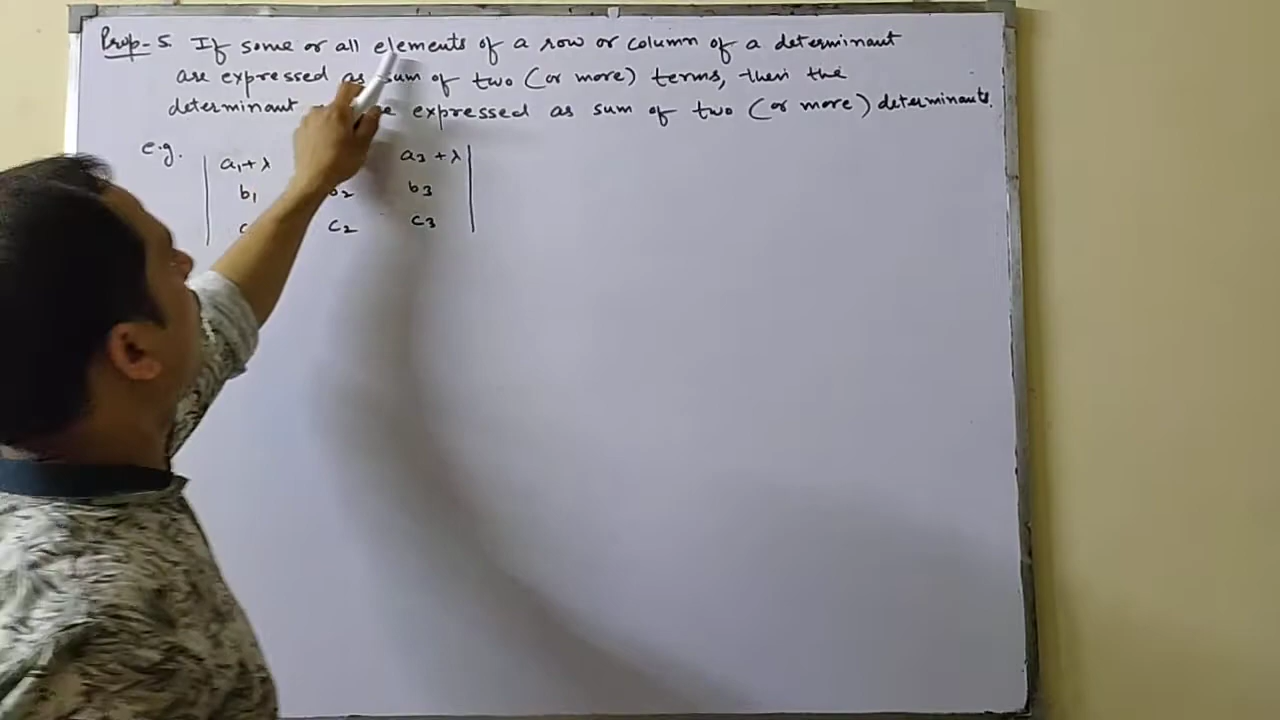 Prop-5. If some or all elements of a row or column of a determinant
are expressed as sum of two (or more) terms, then the
determinant expressed as sum of two (or more) determinants.
e.g.
a₁+λ a₃+λ
b₁ b₂ b₃
c₂ c₃